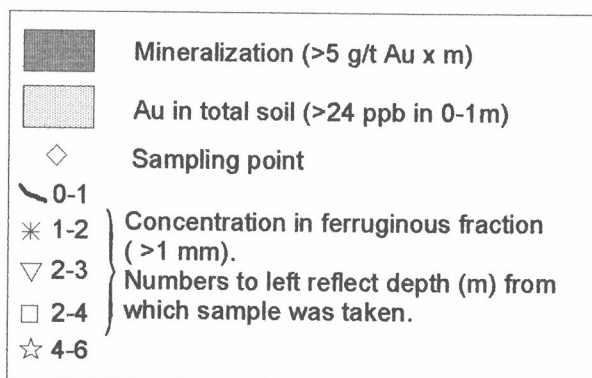 Mineralization (>5 g/t Au x m)
Au in total soil (>24 ppb in 0-1m)
Sampling point
0-1
1-2
2-3
2-4
4-6
Concentration in ferruginous fraction
( >1 mm).
Numbers to left reflect depth (m) from
which sample was taken.